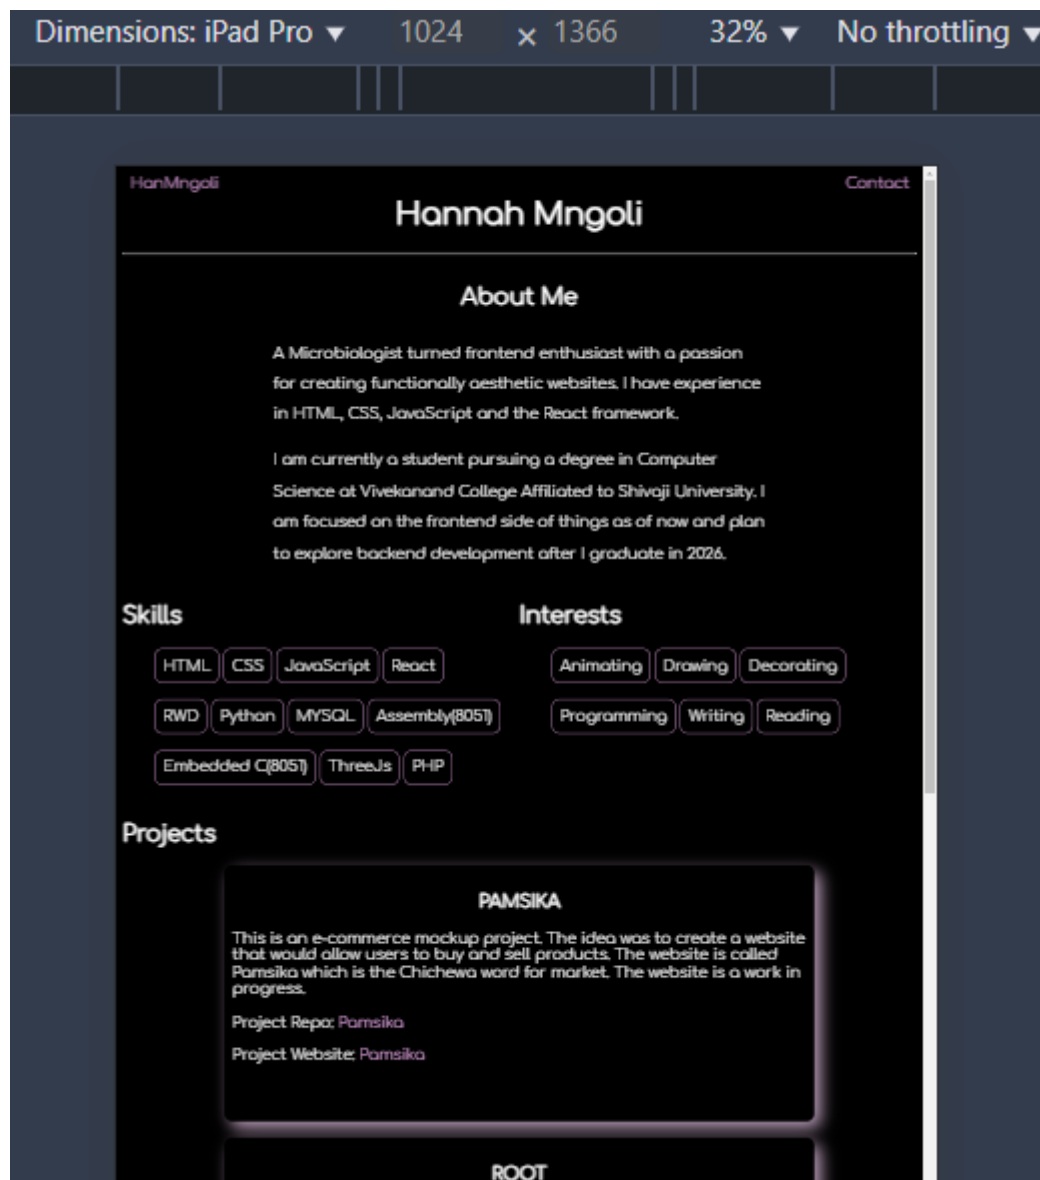 Dimensions: iPad Pro ▼ 1024 × 1366 32% ▼ No throttling ▼
HanMngoli Contact
Hannah Mngoli
About Me
A Microbiologist turned frontend enthusiast with a passion
for creating functionally aesthetic websites. I have experience
in HTML, CSS, JavaScript and the React framework.
I am currently a student pursuing a degree in Computer
Science at Vivekanand College Affiliated to Shivaji University. I
am focused on the frontend side of things as of now and plan
to explore backend development after I graduate in 2026.
Skills
HTML CSS JavaScript React
RWD Python MYSQL Assembly(8051)
Embedded C(8051) ThreeJs PHP
Interests
Animating Drawing Decorating
Programming Writing Reading
Projects
PAMSIKA
This is an e-commerce mockup project. The idea was to create a website
that would allow users to buy and sell products. The website is called
Pamsika which is the Chichewa word for market. The website is a work in
progress.
Project Repo: Pamsika
Project Website: Pamsika
ROOT